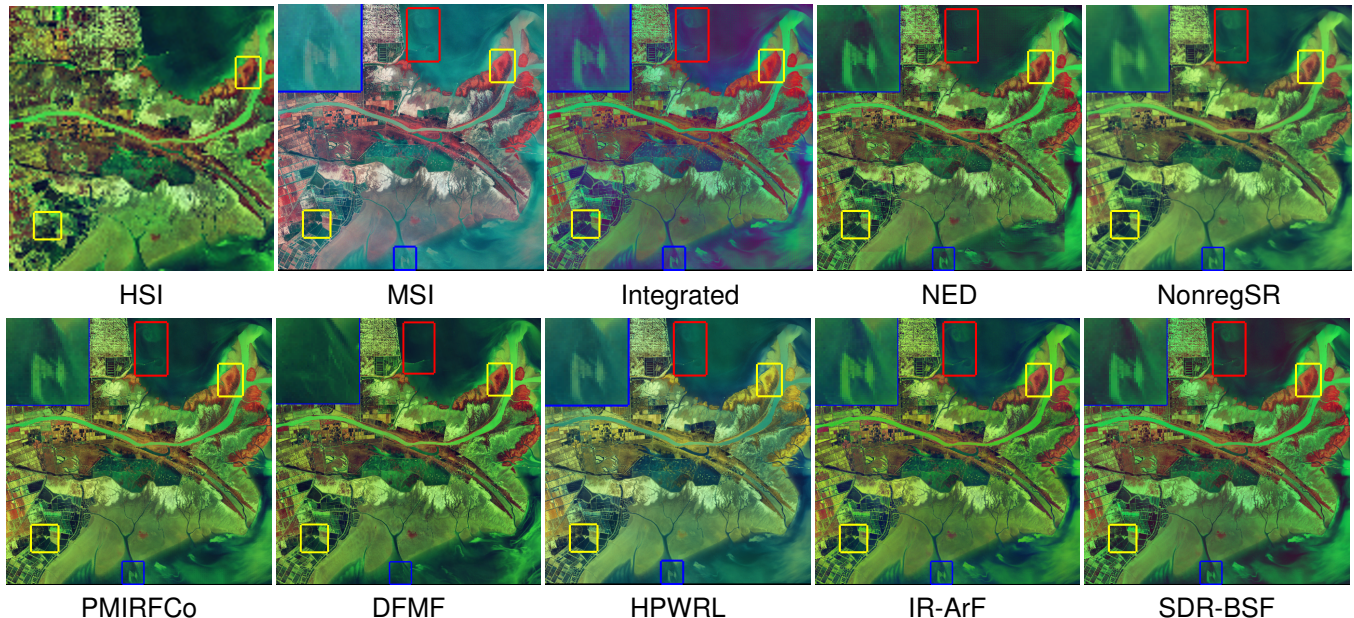 HSI
MSI
Integrated
NED
NonregSR
PMIRFCo
DFMF
HPWRL
IR-ArF
SDR-BSF